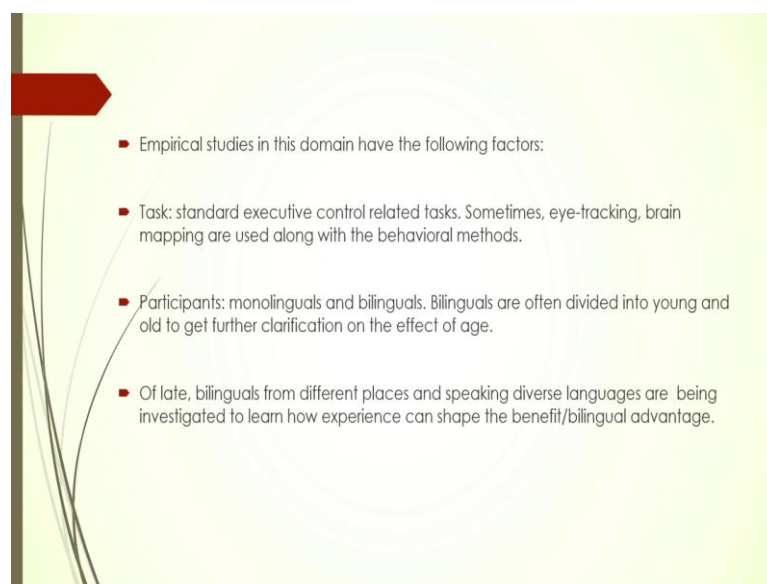 Empirical studies in this domain have the following factors:
Task: standard executive control related tasks. Sometimes, eye-tracking, brain
mapping are used along with the behavioral methods.
Participants: monolinguals and bilinguals. Bilinguals are often divided into young and
old to get further clarification on the effect of age.
Of late, bilinguals from different places and speaking diverse languages are being
investigated to learn how experience can shape the benefit/bilingual advantage.